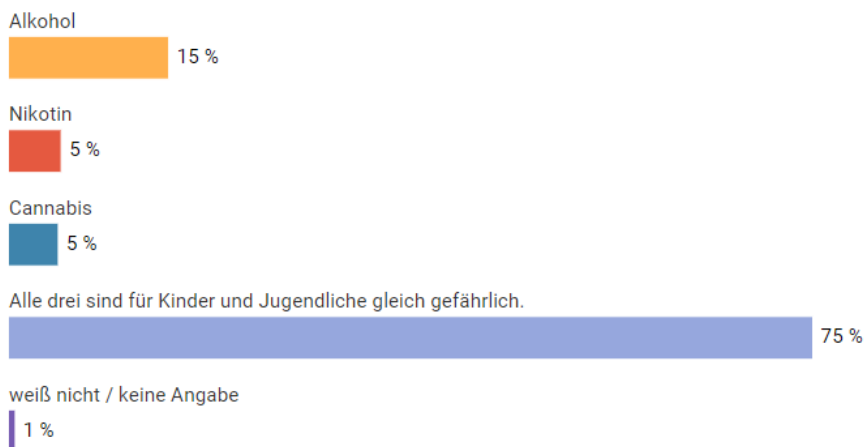 Alkohol
15 %
Nikotin
5 %
Cannabis
5 %
Alle drei sind für Kinder und Jugendliche gleich gefährlich.
75 %
weiß nicht / keine Angabe
1 %